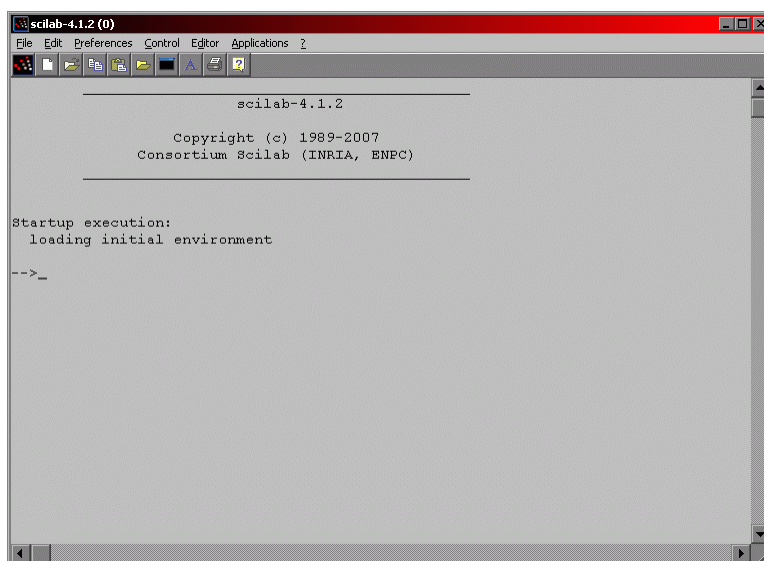 scilab-4.1.2 (0)
File Edit Preferences Control Editor Applications ?
scilab-4.1.2
Copyright (c) 1989-2007
Consortium Scilab (INRIA, ENPC)
Startup execution:
loading initial environment
-->_